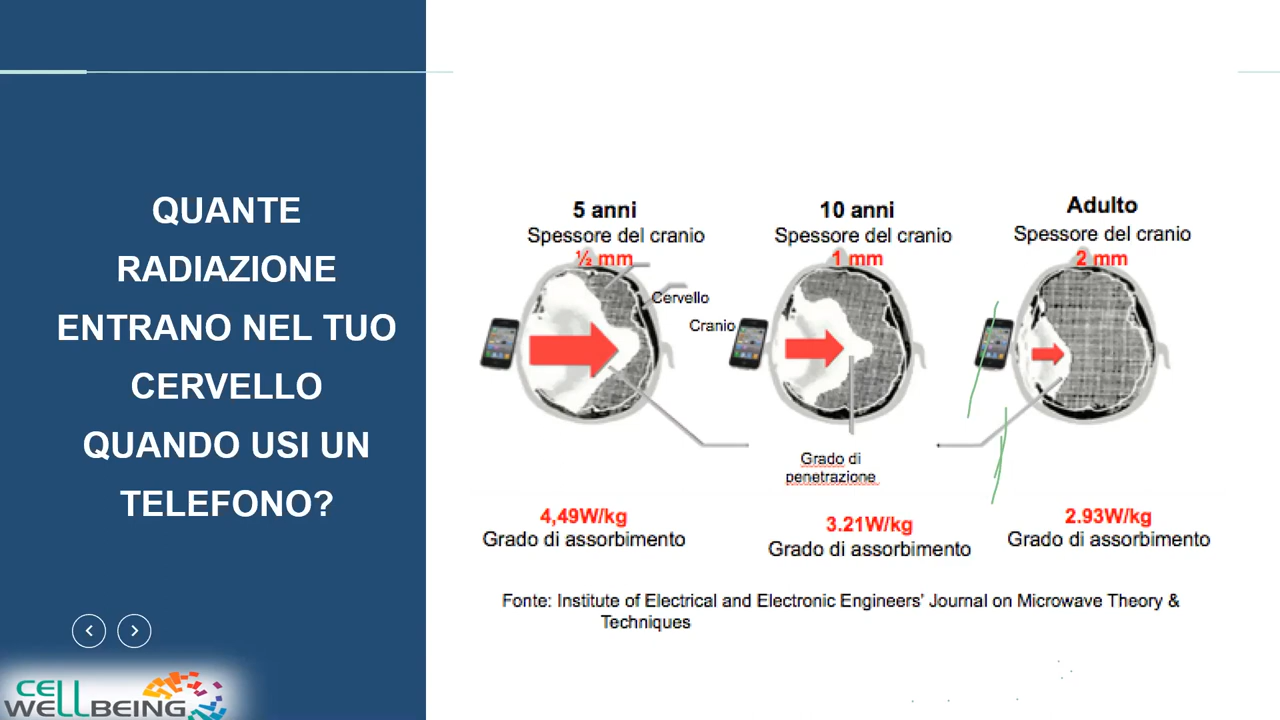 QUANTE
RADIAZIONE
ENTRANO NEL TUO
CERVELLO
QUANDO USI UN
TELEFONO?
CELL
WELLBEING
5 anni
Spessore del cranio
½ mm
10 anni
Spessore del cranio
1 mm
Adulto
Spessore del cranio
2 mm
Cervello
Cranio
Grado di
penetrazione
4,49W/kg
Grado di assorbimento
3.21W/kg
Grado di assorbimento
2.93W/kg
Grado di assorbimento
Fonte: Institute of Electrical and Electronic Engineers’ Journal on Microwave Theory &
Techniques